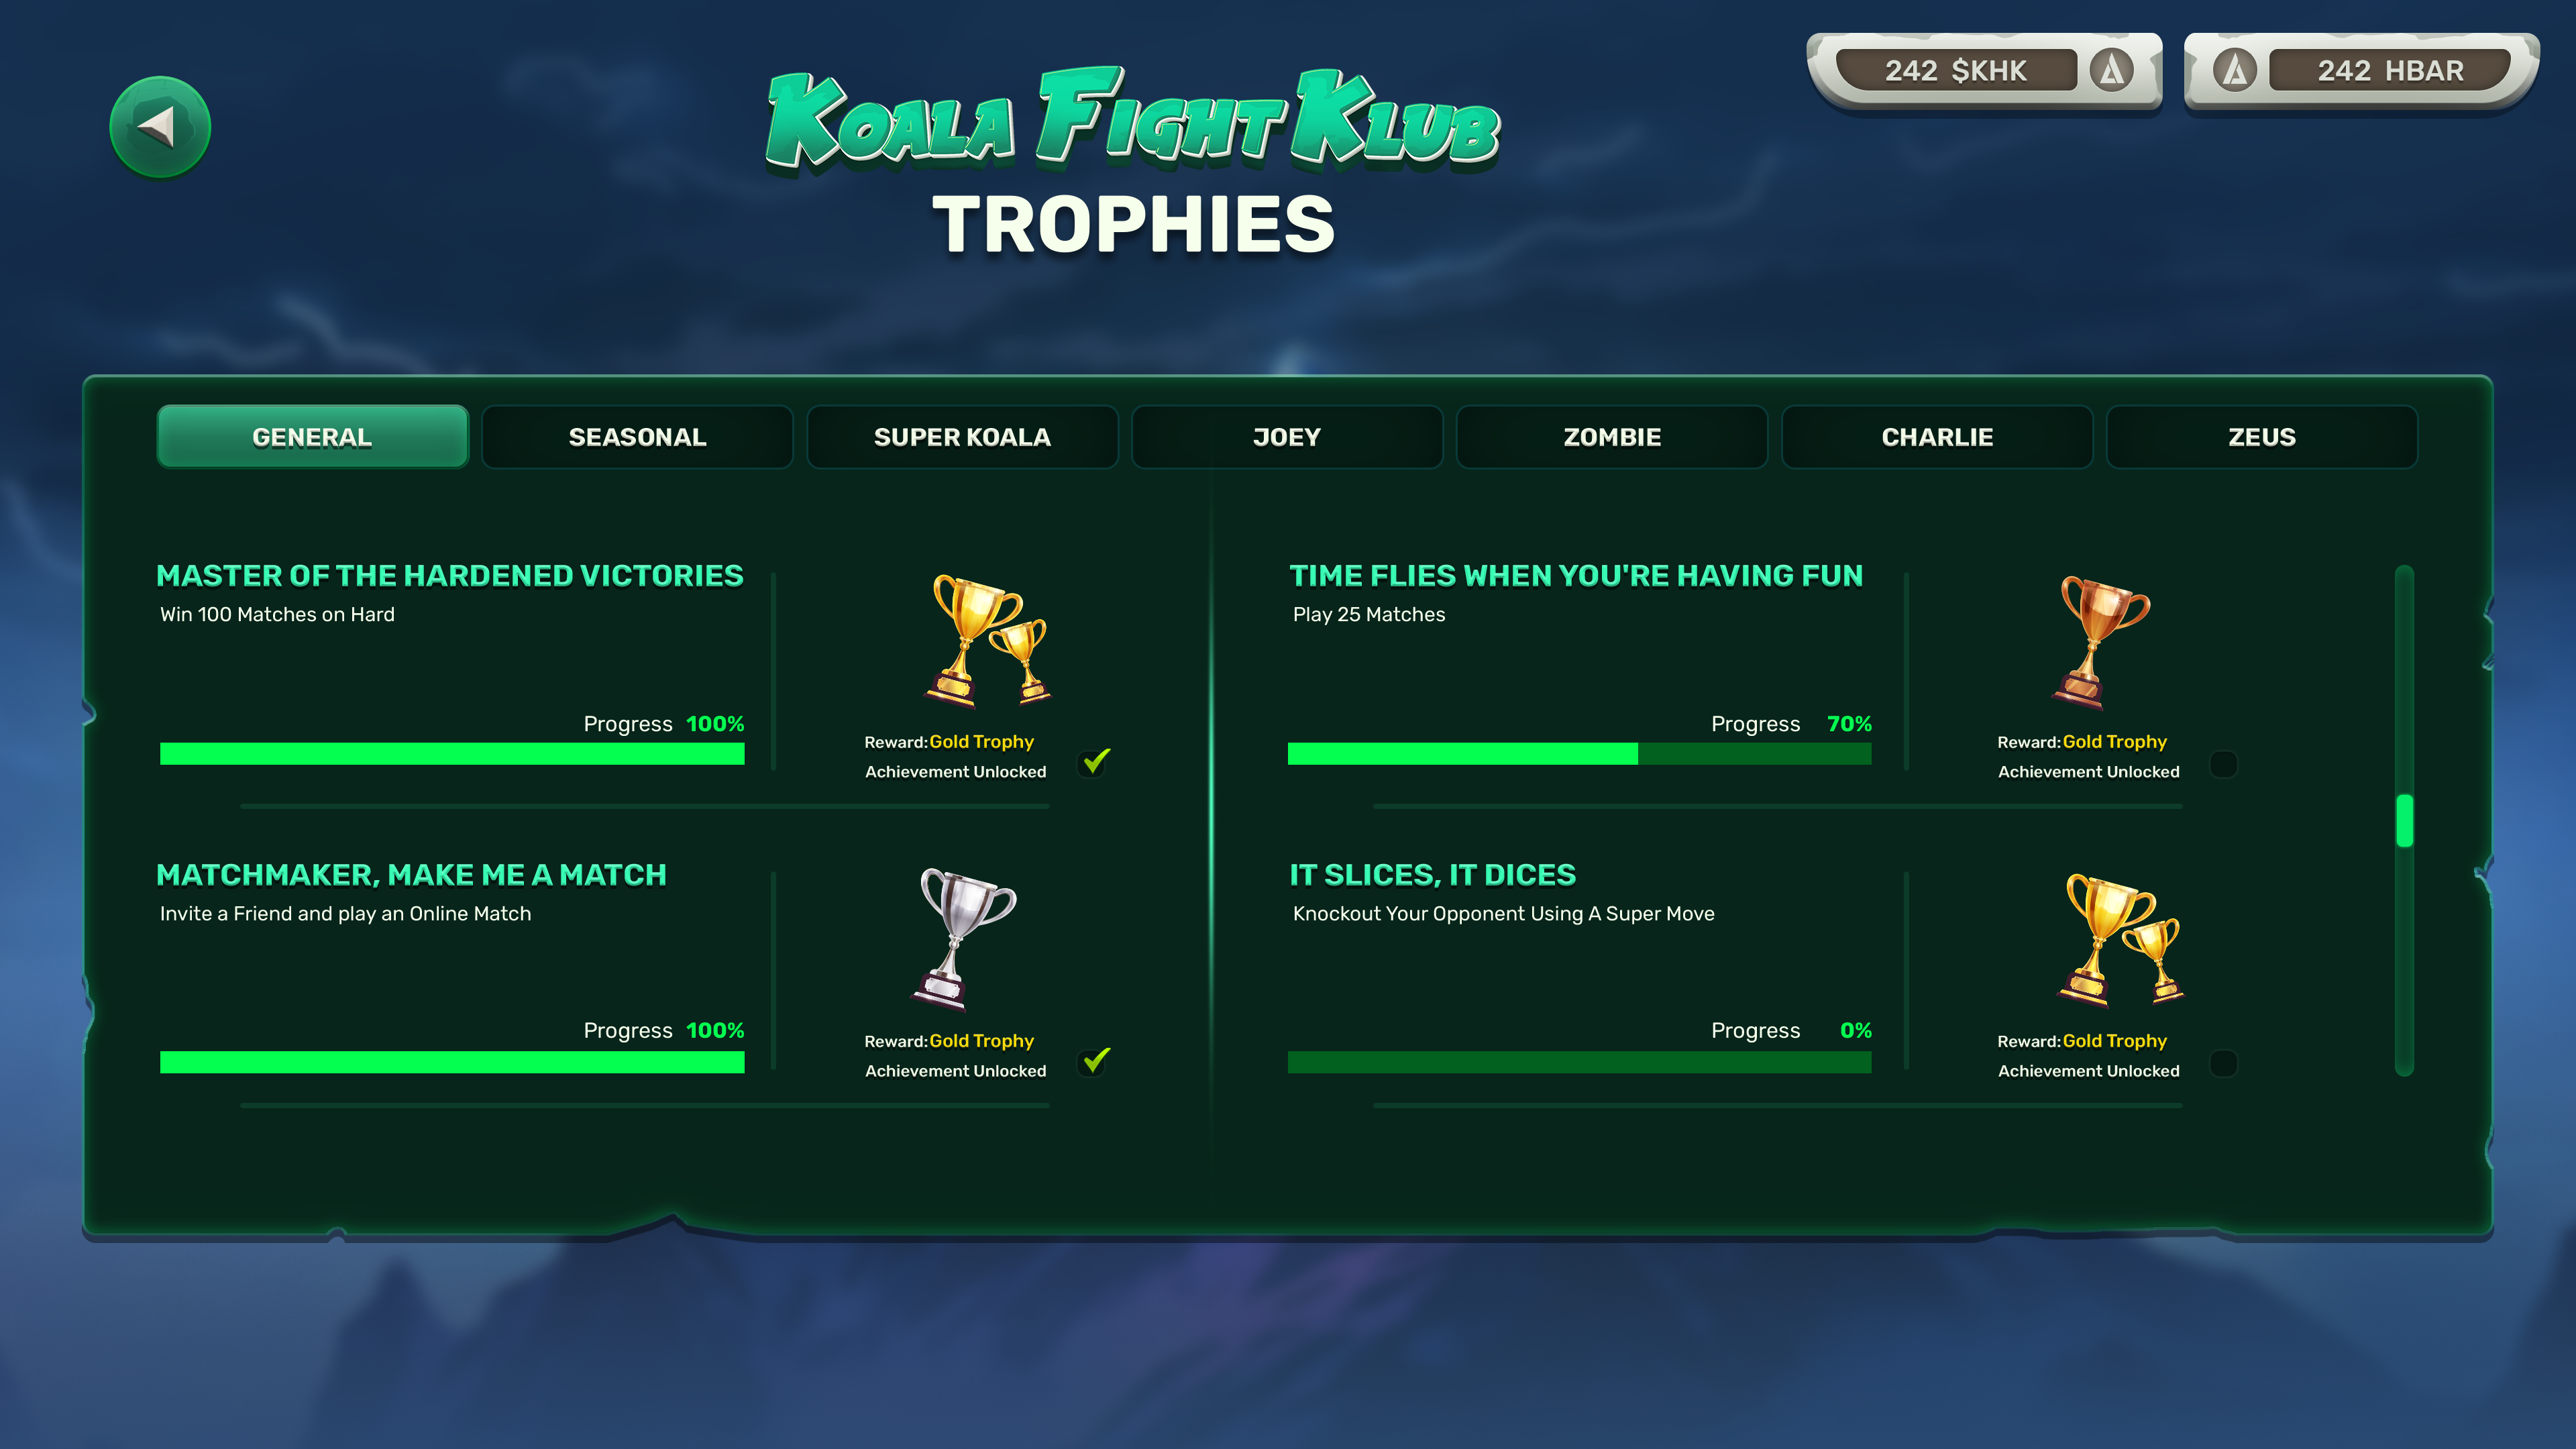 242 $KHK
242 HBAR
KOALA FIGHT KLUB
TROPHIES
GENERAL
SEASONAL
SUPER KOALA
JOEY
ZOMBIE
CHARLIE
ZEUS
MASTER OF THE HARDENED VICTORIES
Win 100 Matches on Hard
Progress 100%
Reward: Gold Trophy
Achievement Unlocked
TIME FLIES WHEN YOU'RE HAVING FUN
Play 25 Matches
Progress 70%
Reward: Gold Trophy
Achievement Unlocked
MATCHMAKER, MAKE ME A MATCH
Invite a Friend and play an Online Match
Progress 100%
Reward: Gold Trophy
Achievement Unlocked
IT SLICES, IT DICES
Knockout Your Opponent Using A Super Move
Progress 0%
Reward: Gold Trophy
Achievement Unlocked